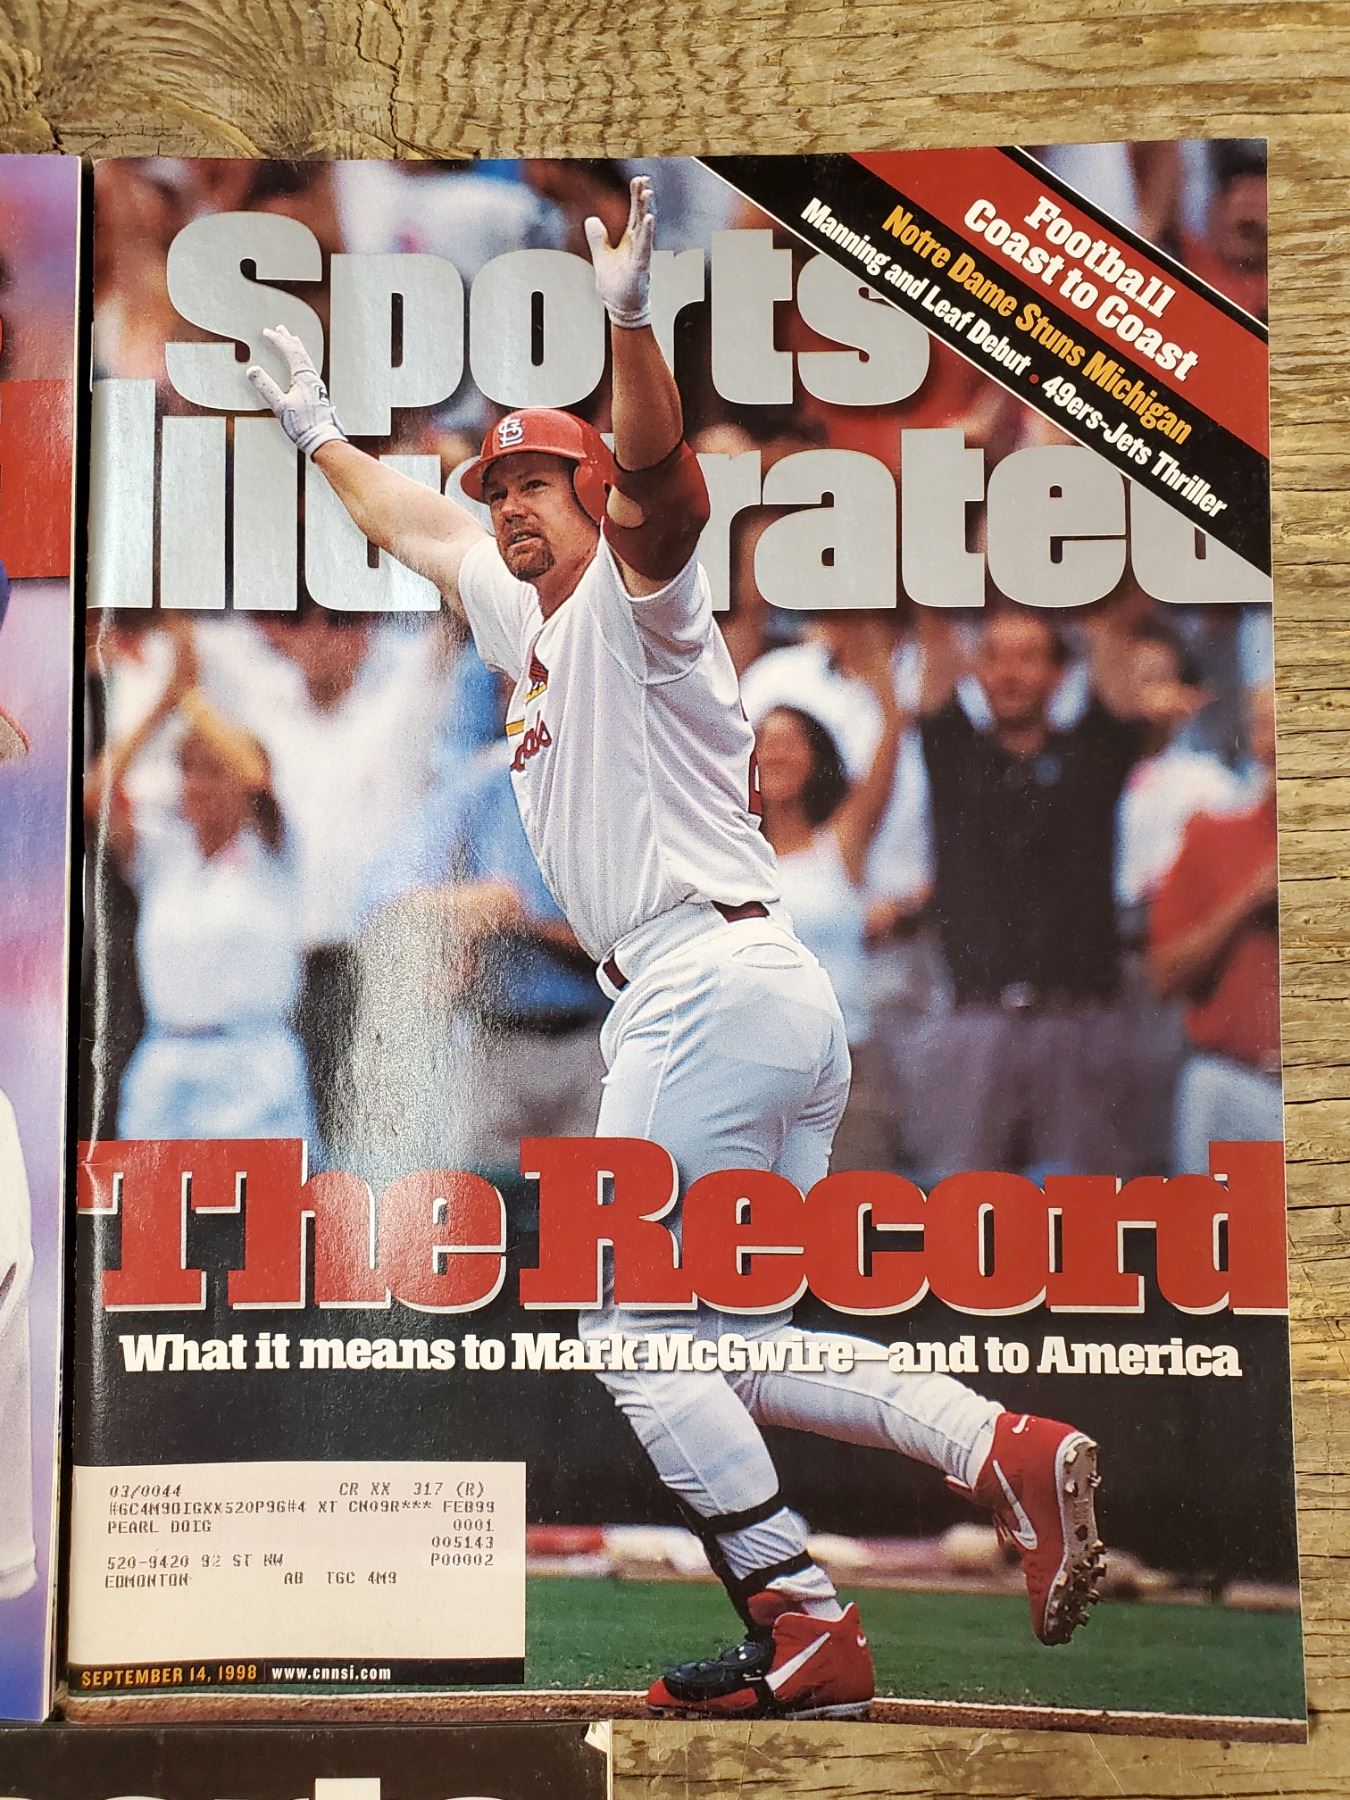 Sports
Illustrated
Football
Coast to Coast
Notre Dame Stuns Michigan
Manning and Leaf Debut • 49ers-Jets Thriller
The Record
What it means to Mark McGwire—and to America
03/0044 CR XX 317 (R)
#GC4M9DIGXX520P9G#4 XT CN09R*** FEB99
PEARL DOIG 0001
005143
520-9420 92 ST NW P00002
EDMONTON AB T6C 4M9
SEPTEMBER 14, 1998 | www.cnnsi.com